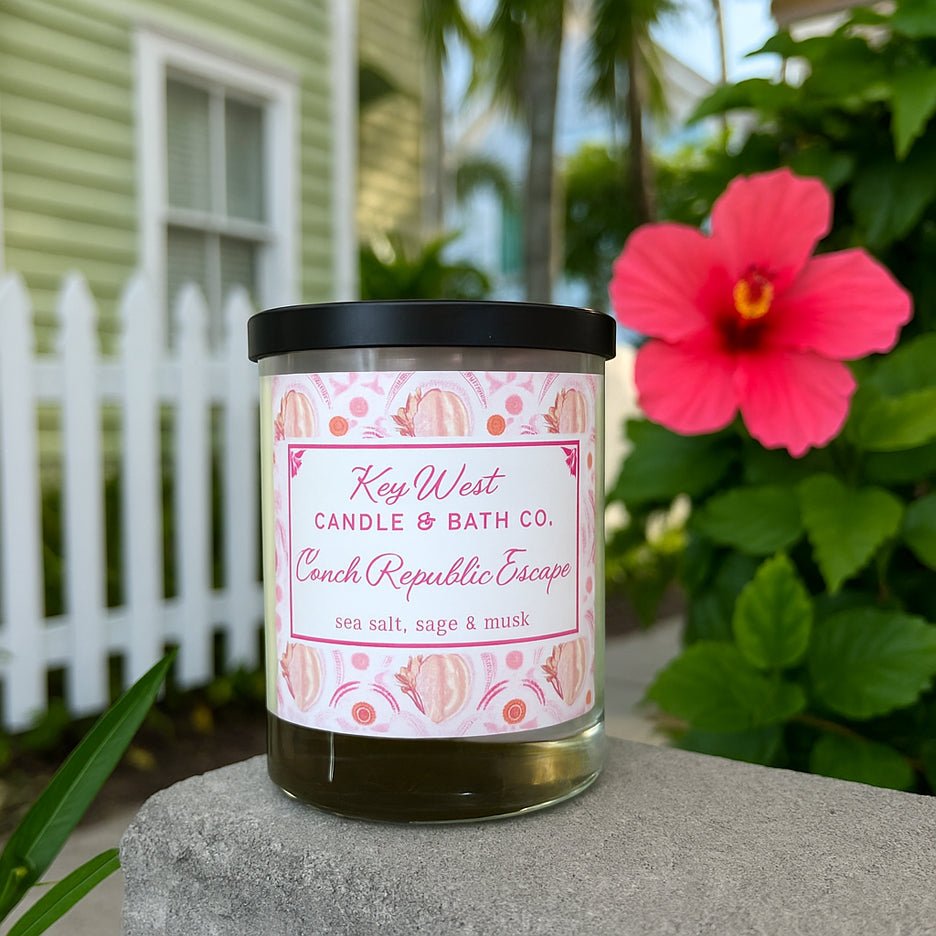 Key West
CANDLE & BATH CO.
Conch Republic Escape
sea salt, sage & musk